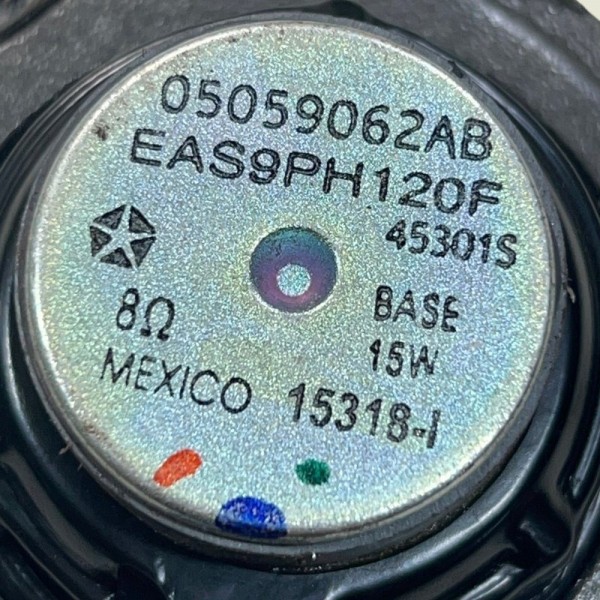 05059062AB
EAS9PH120F
45301S
8Ω BASE
15W
MEXICO 15318-I